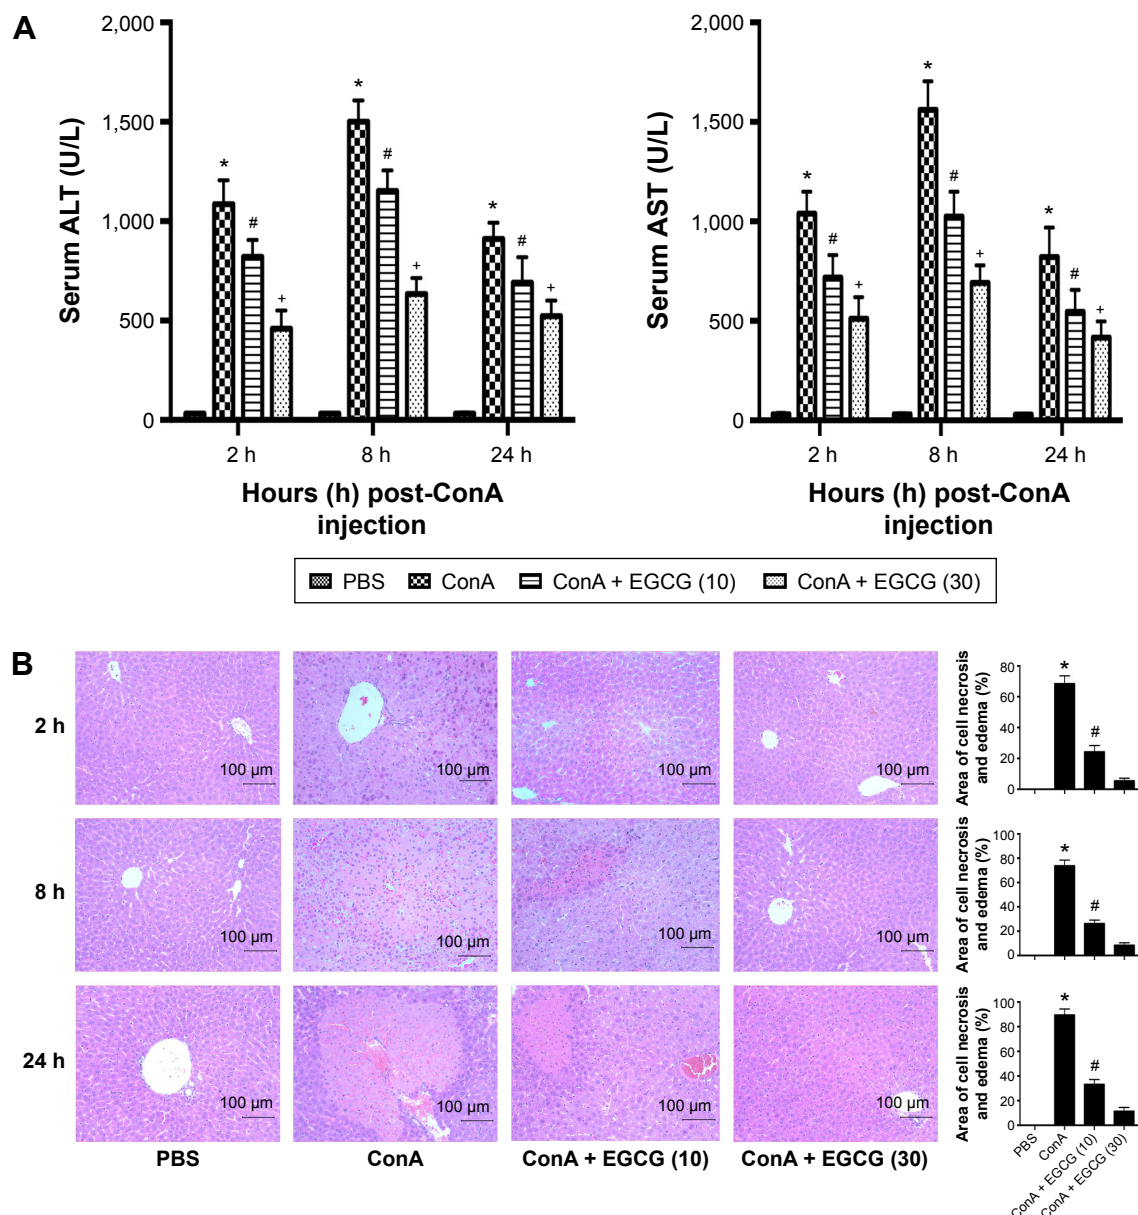 A
2,000
1,500
1,000
500
0
Serum ALT (U/L)
*
#
+
*
#
+
*
#
+
2 h
8 h
24 h
Hours (h) post-ConA
injection
2,000
1,500
1,000
500
0
Serum AST (U/L)
*
#
+
*
#
+
*
#
+
2 h
8 h
24 h
Hours (h) post-ConA
injection
PBS ConA ConA + EGCG (10) ConA + EGCG (30)
B
2 h
100 µm
100 µm
100 µm
100 µm
Area of cell necrosis
and edema (%)
80
60
40
20
0
*
#
8 h
100 µm
100 µm
100 µm
100 µm
Area of cell necrosis
and edema (%)
100
80
60
40
20
0
*
#
24 h
100 µm
100 µm
100 µm
100 µm
Area of cell necrosis
and edema (%)
100
80
60
40
20
0
*
#
PBS
ConA
ConA + EGCG (10)
ConA + EGCG (30)
PBS
ConA
ConA + EGCG (10)
ConA + EGCG (30)